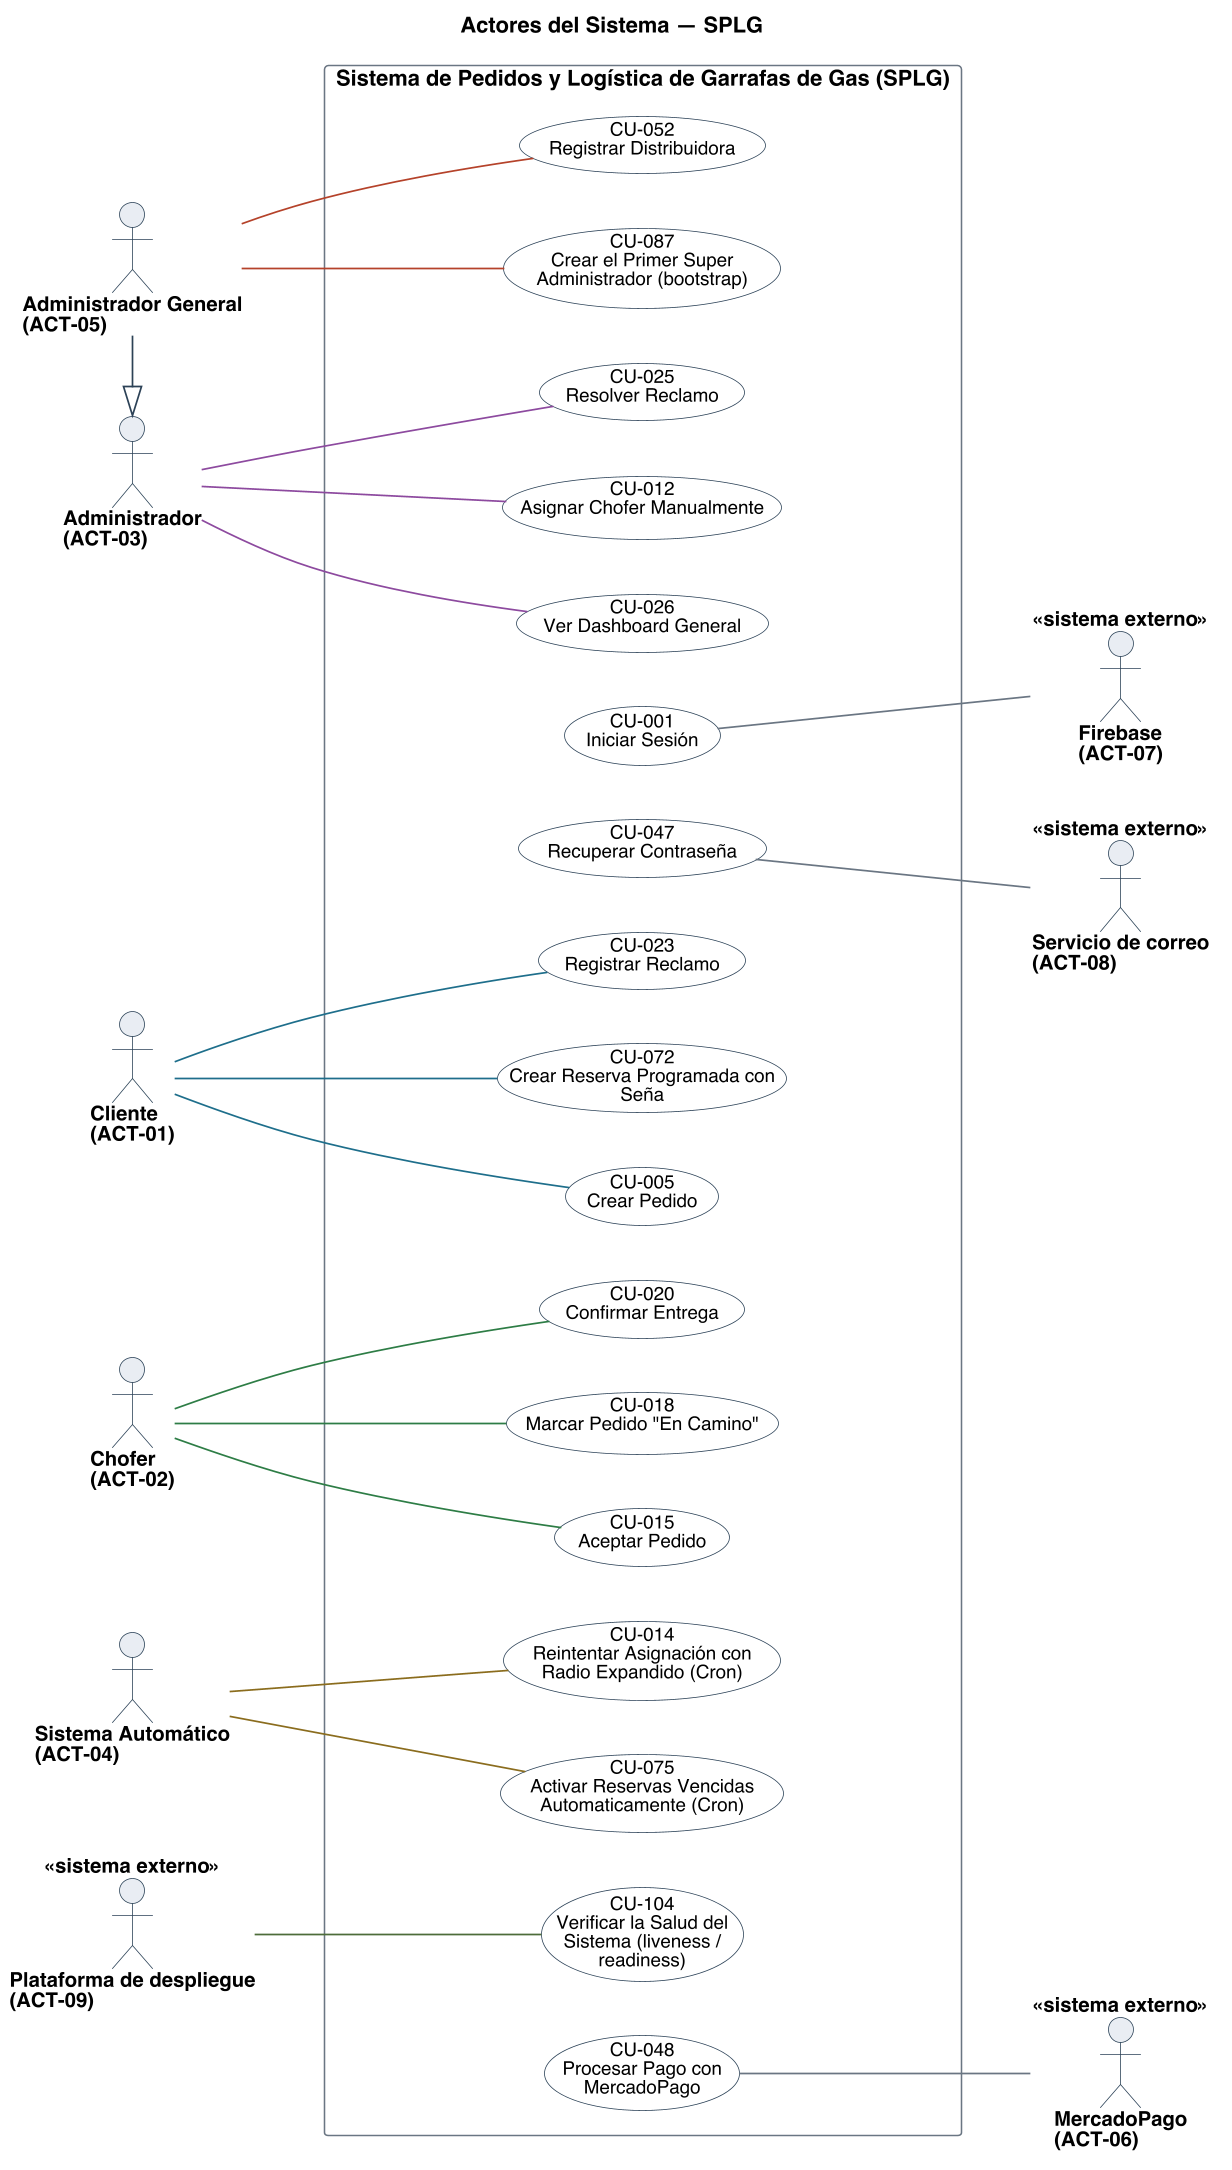 Actores del Sistema — SPLG
Sistema de Pedidos y Logística de Garrafas de Gas (SPLG)
CU-052
Registrar Distribuidora
CU-087
Crear el Primer Super
Administrador (bootstrap)
Administrador General
(ACT-05)
CU-025
Resolver Reclamo
CU-012
Asignar Chofer Manualmente
Administrador
(ACT-03)
CU-026
Ver Dashboard General
«sistema externo»
Firebase
(ACT-07)
CU-001
Iniciar Sesión
«sistema externo»
Servicio de correo
(ACT-08)
CU-047
Recuperar Contraseña
CU-023
Registrar Reclamo
CU-072
Crear Reserva Programada con
Seña
Cliente
(ACT-01)
CU-005
Crear Pedido
CU-020
Confirmar Entrega
CU-018
Marcar Pedido "En Camino"
Chofer
(ACT-02)
CU-015
Aceptar Pedido
CU-014
Reintentar Asignación con
Radio Expandido (Cron)
Sistema Automático
(ACT-04)
CU-075
Activar Reservas Vencidas
Automaticamente (Cron)
«sistema externo»
Plataforma de despliegue
(ACT-09)
CU-104
Verificar la Salud del
Sistema (liveness /
readiness)
«sistema externo»
MercadoPago
(ACT-06)
CU-048
Procesar Pago con
MercadoPago